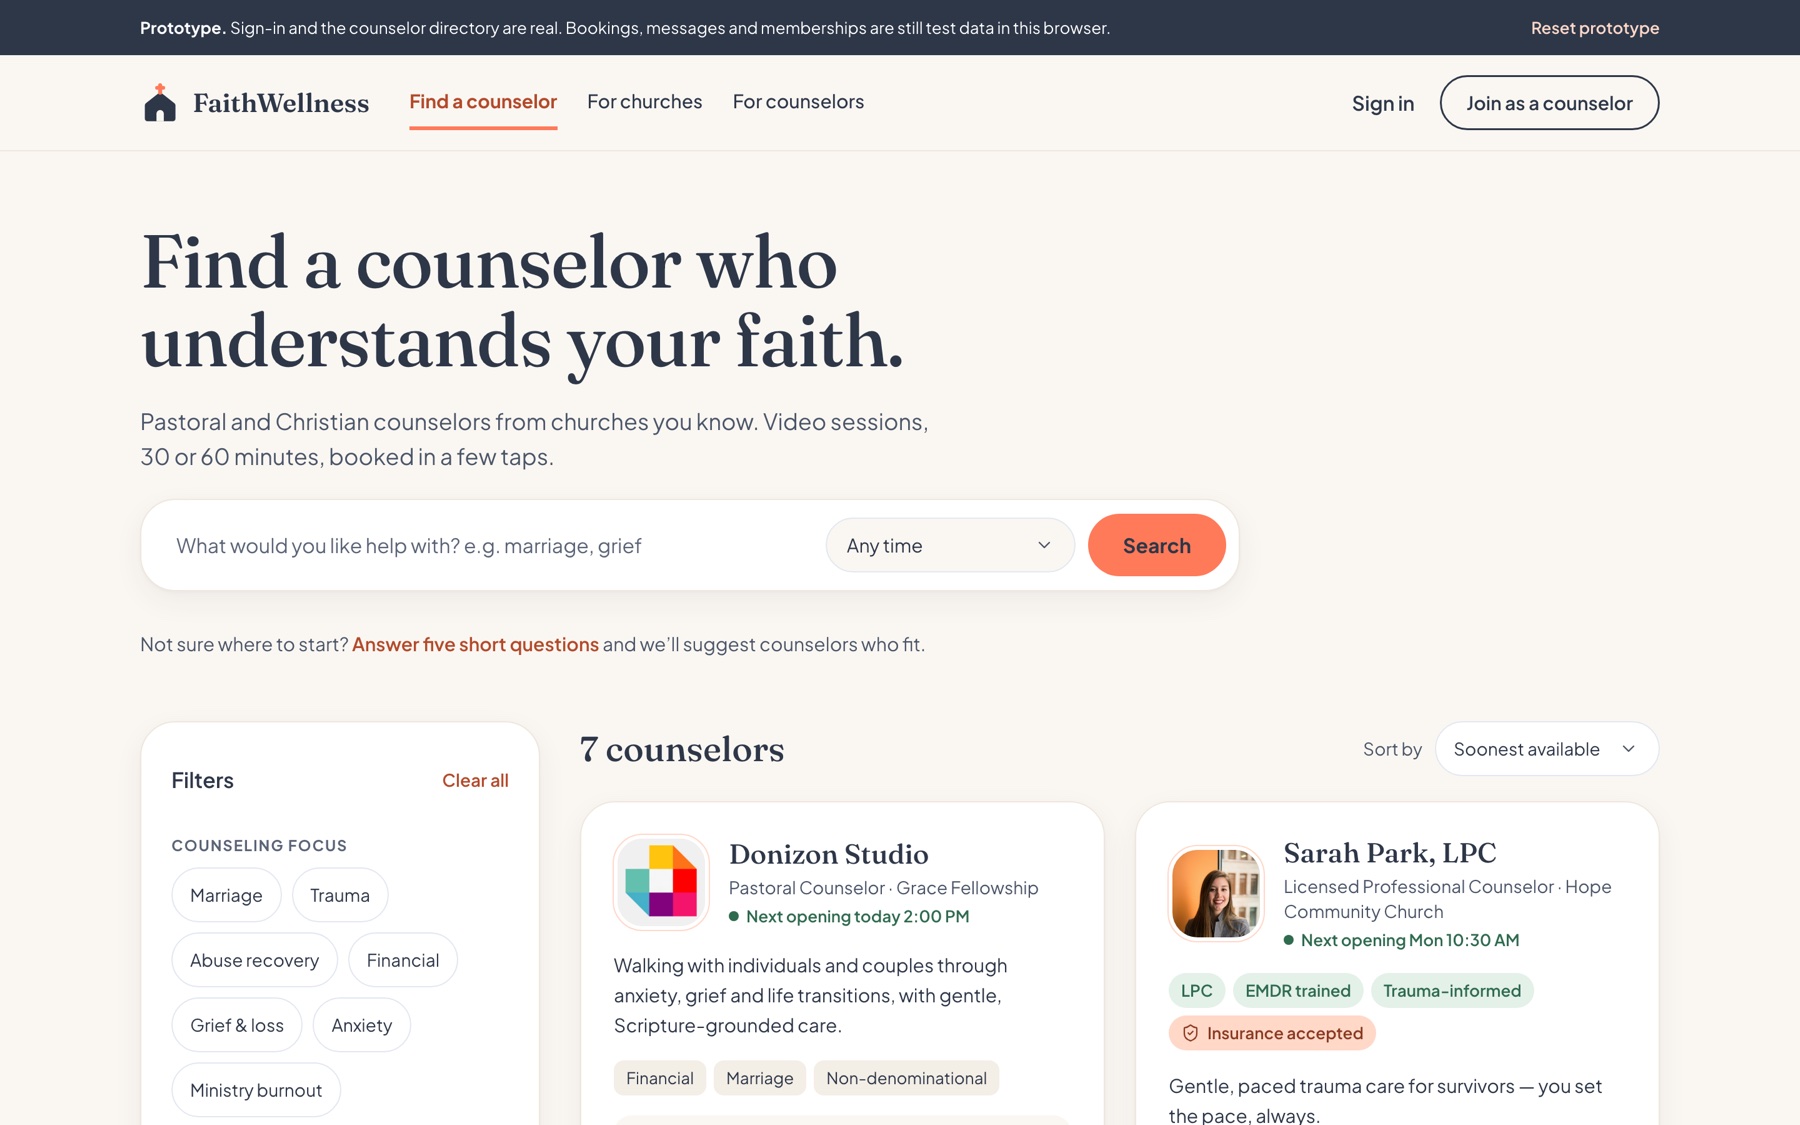 Prototype. Sign-in and the counselor directory are real. Bookings, messages and memberships are still test data in this browser.
Reset prototype
FaithWellness
Find a counselor
For churches
For counselors
Sign in
Join as a counselor
Find a counselor who
understands your faith.
Pastoral and Christian counselors from churches you know. Video sessions,
30 or 60 minutes, booked in a few taps.
What would you like help with? e.g. marriage, grief
Any time
Search
Not sure where to start? Answer five short questions and we’ll suggest counselors who fit.
Filters
Clear all
COUNSELING FOCUS
Marriage
Trauma
Abuse recovery
Financial
Grief & loss
Anxiety
Ministry burnout
7 counselors
Sort by
Soonest available
Donizon Studio
Pastoral Counselor · Grace Fellowship
Next opening today 2:00 PM
Walking with individuals and couples through
anxiety, grief and life transitions, with gentle,
Scripture-grounded care.
Financial
Marriage
Non-denominational
Sarah Park, LPC
Licensed Professional Counselor · Hope
Community Church
Next opening Mon 10:30 AM
LPC
EMDR trained
Trauma-informed
Insurance accepted
Gentle, paced trauma care for survivors — you set
the pace, always.